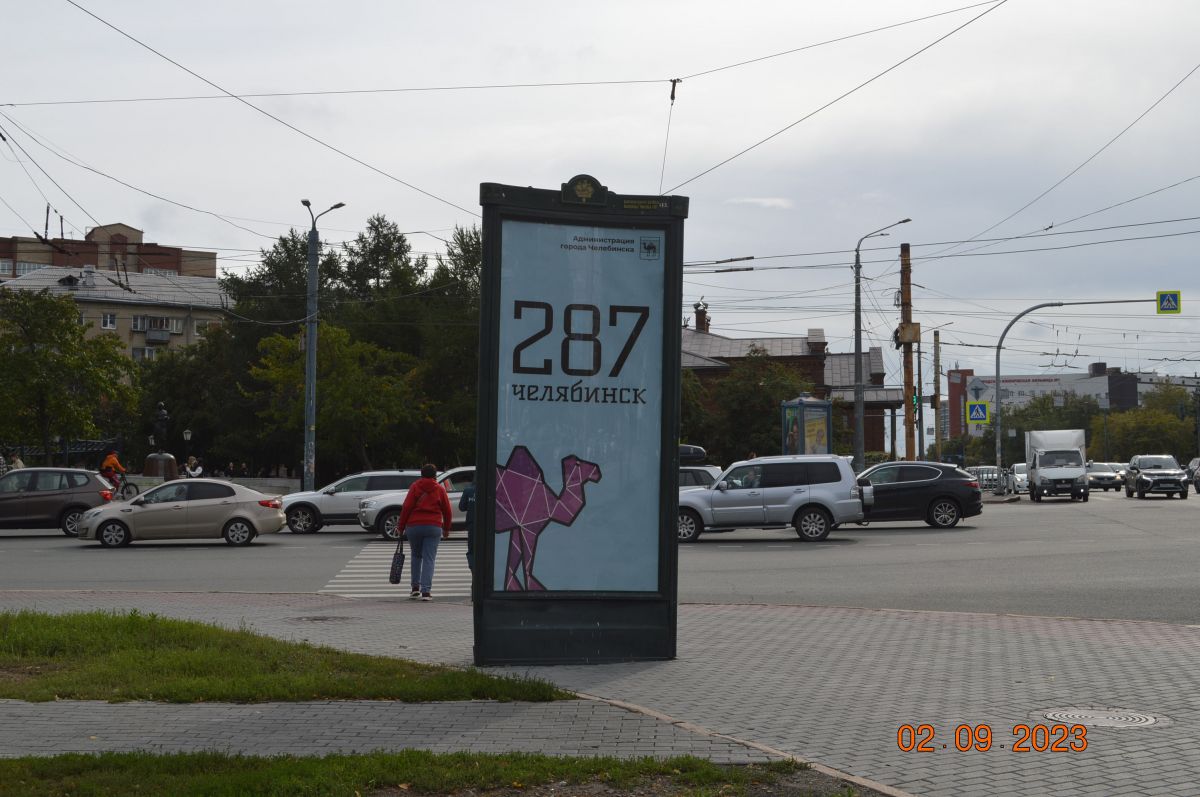 Администрация
города Челябинска
287
челябинск
02.09.2023